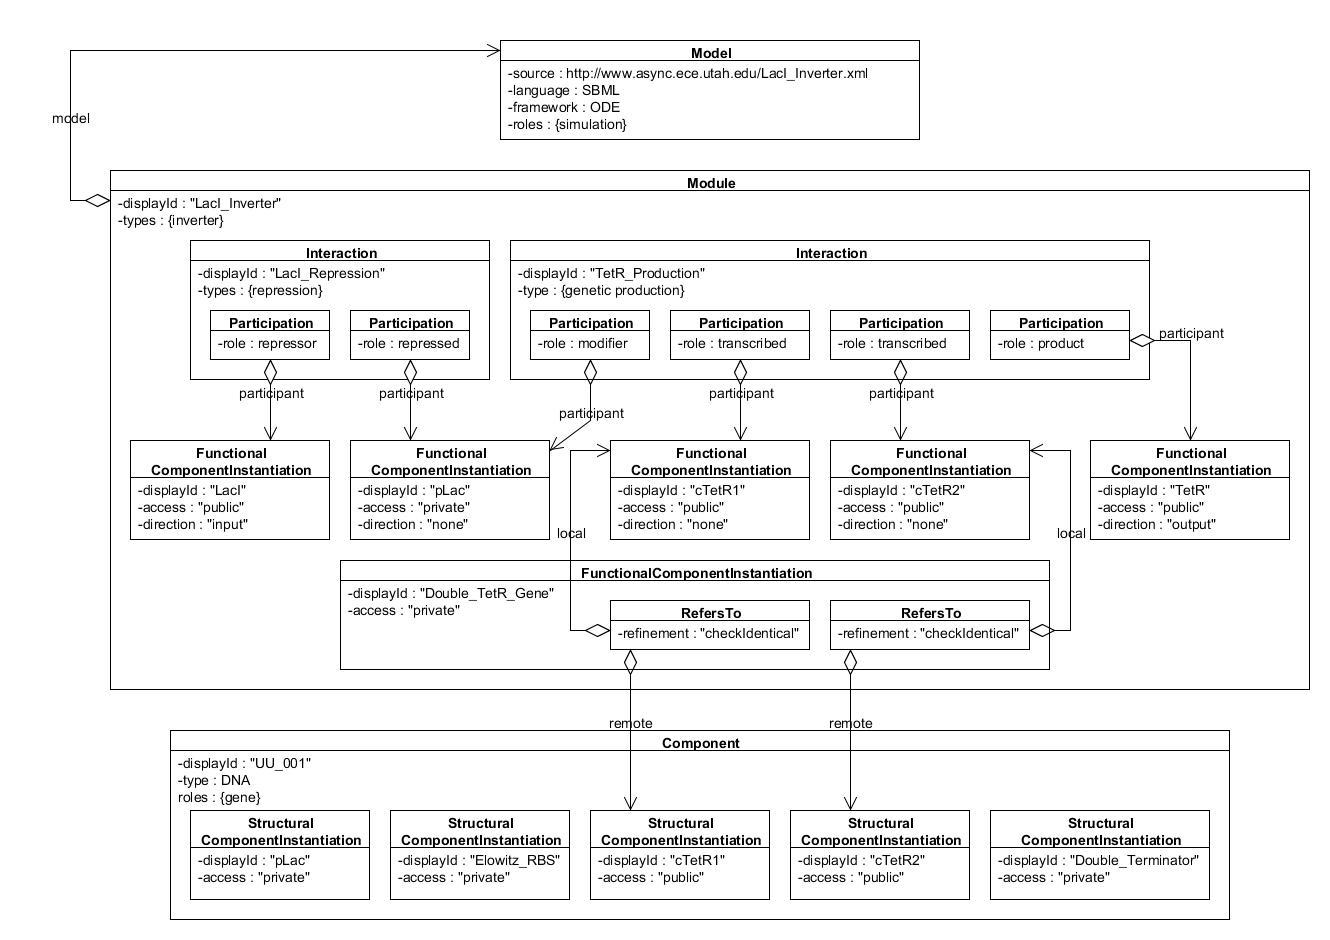 Model
-source : http://www.async.ece.utah.edu/LacI_Inverter.xml
-language : SBML
-framework : ODE
-roles : {simulation}
model
Module
-displayId : "LacI_Inverter"
-types : {inverter}
Interaction
-displayId : "LacI_Repression"
-types : {repression}
Participation
-role : repressor
Participation
-role : repressed
Interaction
-displayId : "TetR_Production"
-type : {genetic production}
Participation
-role : modifier
Participation
-role : transcribed
Participation
-role : transcribed
Participation
-role : product
participant
participant
participant
participant
participant
participant
Functional
ComponentInstantiation
-displayId : "LacI"
-access : "public"
-direction : "input"
Functional
ComponentInstantiation
-displayId : "pLac"
-access : "private"
-direction : "none"
Functional
ComponentInstantiation
-displayId : "cTetR1"
-access : "public"
-direction : "none"
Functional
ComponentInstantiation
-displayId : "cTetR2"
-access : "public"
-direction : "none"
Functional
ComponentInstantiation
-displayId : "TetR"
-access : "public"
-direction : "output"
local
local
FunctionalComponentInstantiation
-displayId : "Double_TetR_Gene"
-access : "private"
RefersTo
-refinement : "checkIdentical"
RefersTo
-refinement : "checkIdentical"
remote
remote
Component
-displayId : "UU_001"
-type : DNA
roles : {gene}
Structural
ComponentInstantiation
-displayId : "pLac"
-access : "private"
Structural
ComponentInstantiation
-displayId : "Elowitz_RBS"
-access : "private"
Structural
ComponentInstantiation
-displayId : "cTetR1"
-access : "public"
Structural
ComponentInstantiation
-displayId : "cTetR2"
-access : "public"
Structural
ComponentInstantiation
-displayId : "Double_Terminator"
-access : "private"